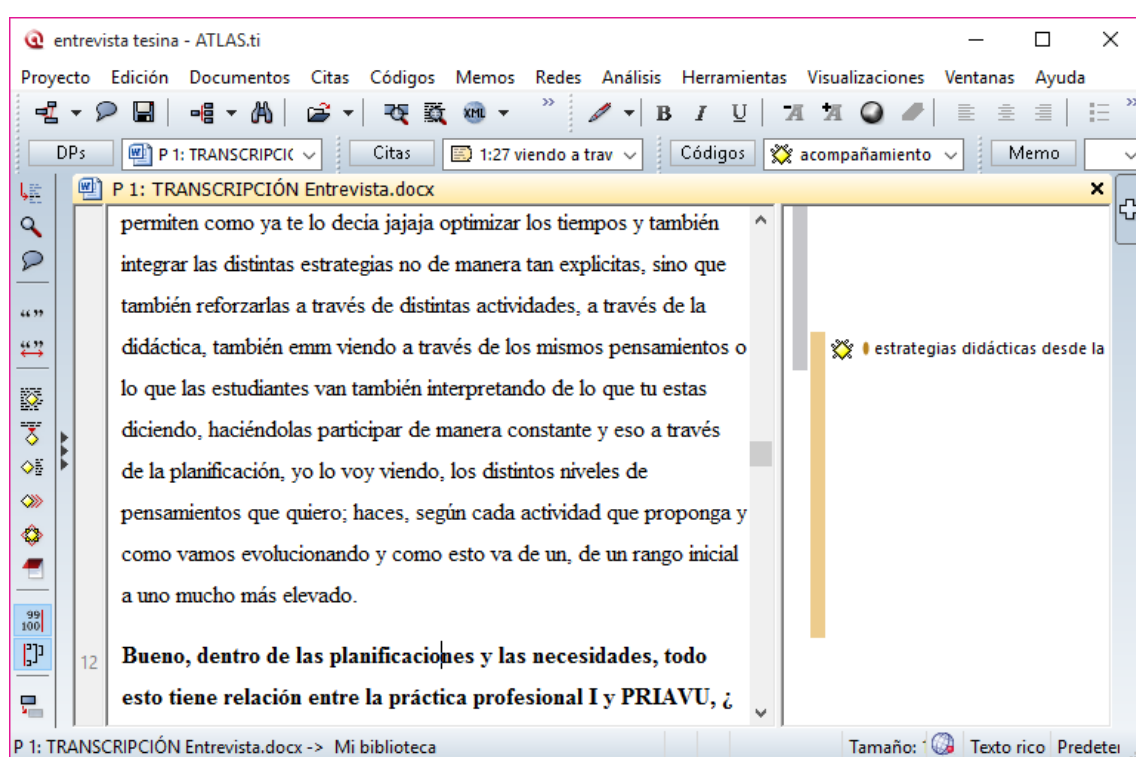 entrevista tesina - ATLAS.ti
Proyecto Edición Documentos Citas Códigos Memos Redes Análisis Herramientas Visualizaciones Ventanas Ayuda
XML B I U A A
DPs P 1: TRANSCRIPCI Citas 1:27 viendo a trav Códigos acompañamiento Memo
P 1: TRANSCRIPCIÓN Entrevista.docx
permiten como ya te lo decía jajaja optimizar los tiempos y también
integrar las distintas estrategias no de manera tan explicitas, sino que
también reforzarlas a través de distintas actividades, a través de la
didáctica, también emm viendo a través de los mismos pensamientos o
estrategias didácticas desde la
lo que las estudiantes van también interpretando de lo que tu estas
diciendo, haciéndolas participar de manera constante y eso a través
de la planificación, yo lo voy viendo, los distintos niveles de
pensamientos que quiero; haces, según cada actividad que proponga y
como vamos evolucionando y como esto va de un, de un rango inicial
a uno mucho más elevado.
99
100
12 Bueno, dentro de las planificaciones y las necesidades, todo
esto tiene relación entre la práctica profesional I y PRIAVU, ¿
P 1: TRANSCRIPCIÓN Entrevista.docx -> Mi biblioteca Tamaño: Texto rico Predeter